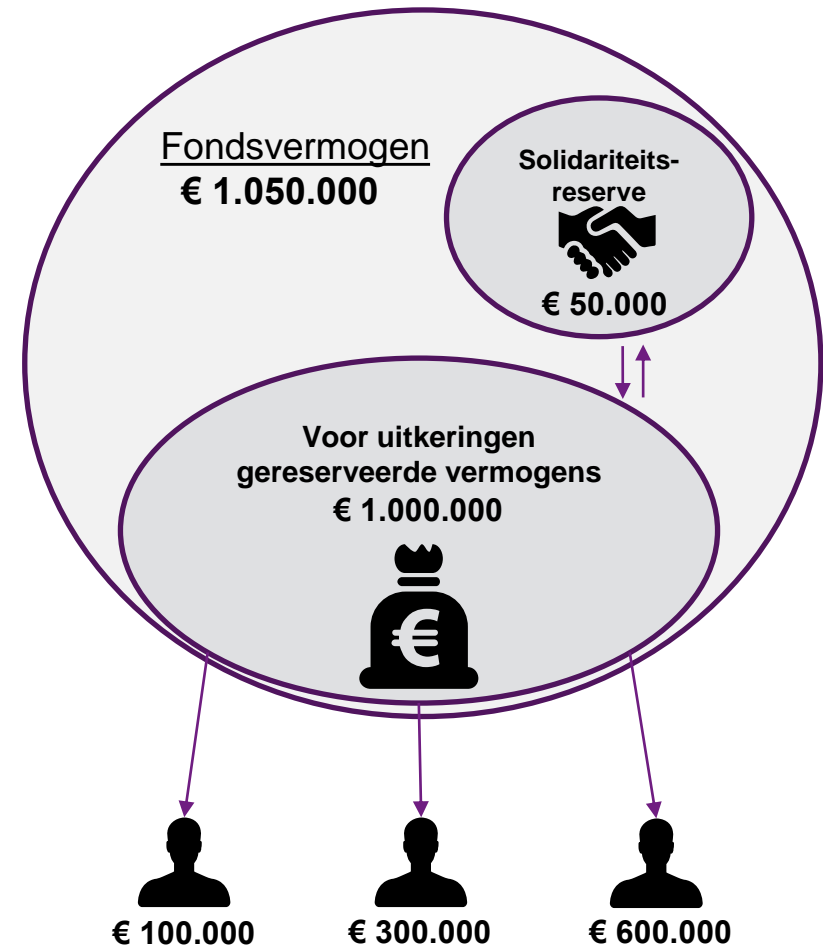 Fondsvermogen
€ 1.050.000
Solidariteits-
reserve
€ 50.000
Voor uitkeringen
gereserveerde vermogens
€ 1.000.000
€
€ 100.000
€ 300.000
€ 600.000